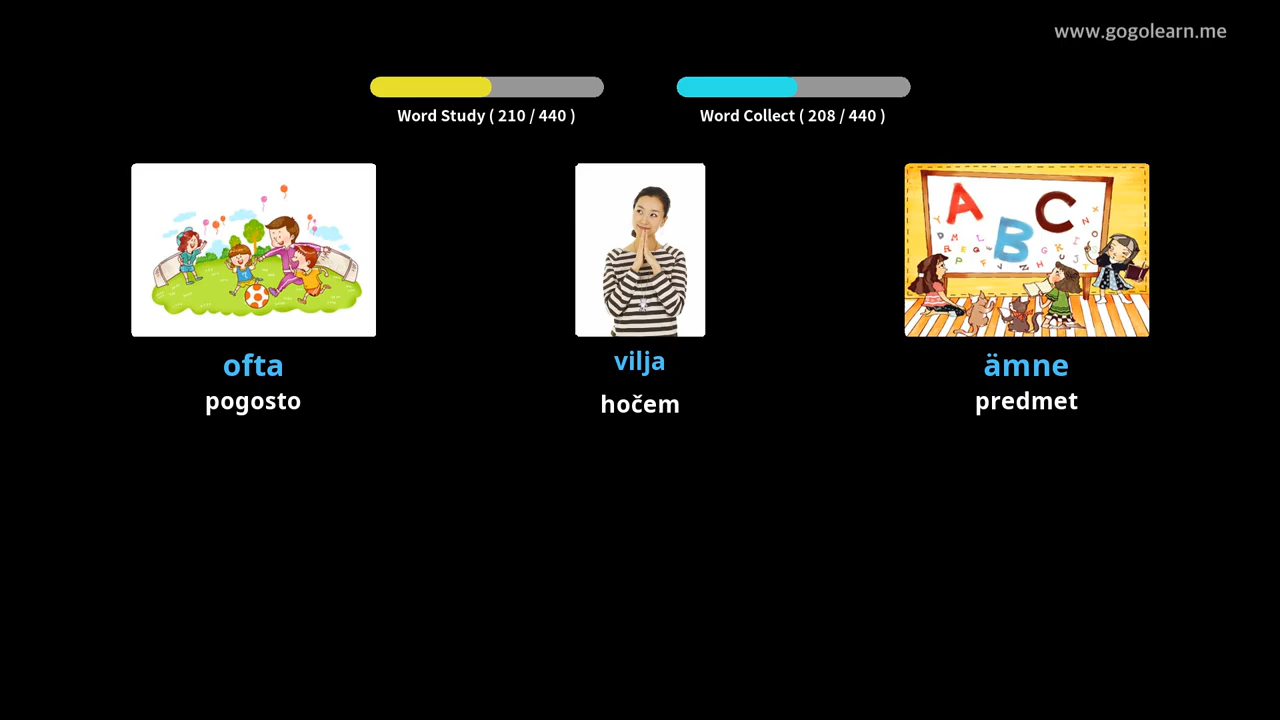 www.gogolearn.me
Word Study ( 210 / 440 )
Word Collect ( 208 / 440 )
A B C
ofta
vilja
ämne
pogosto
hočem
predmet